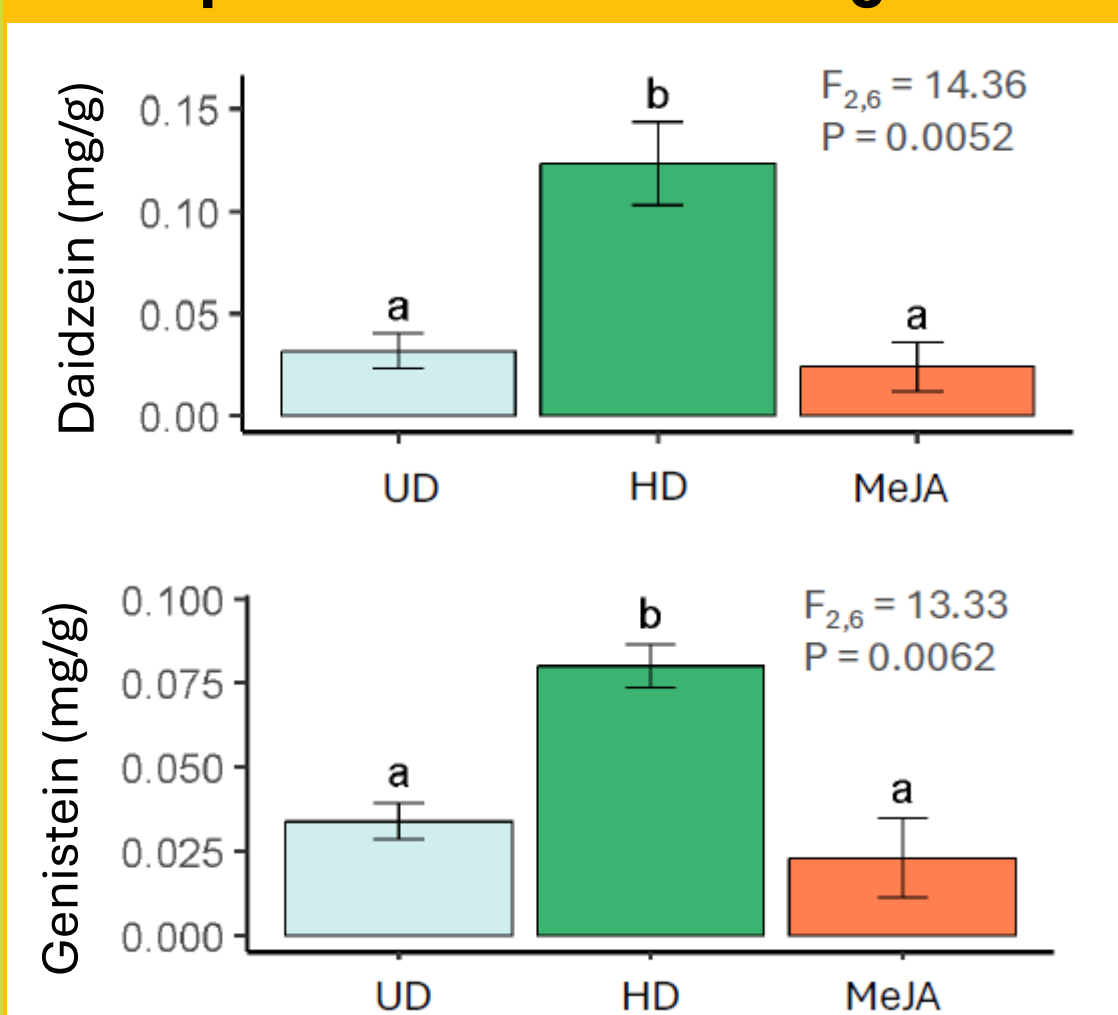 Daidzein (mg/g)
0.15
0.10
0.05
0.00
b
a
a
F2,6 = 14.36
P = 0.0052
UD HD MeJA
Genistein (mg/g)
0.100
0.075
0.050
0.025
0.000
b
a
a
F2,6 = 13.33
P = 0.0062
UD HD MeJA